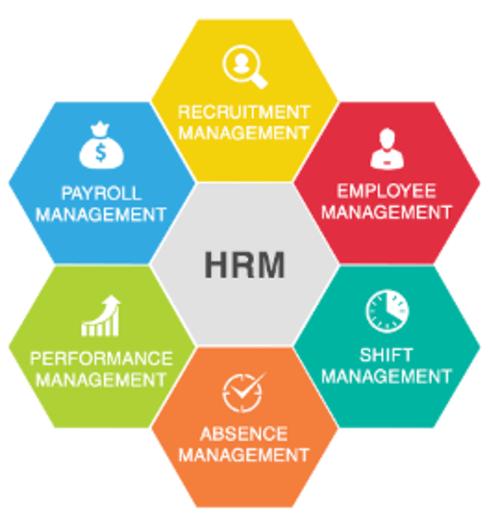 RECRUITMENT
MANAGEMENT
$
PAYROLL
MANAGEMENT
EMPLOYEE
MANAGEMENT
HRM
PERFORMANCE
MANAGEMENT
SHIFT
MANAGEMENT
ABSENCE
MANAGEMENT